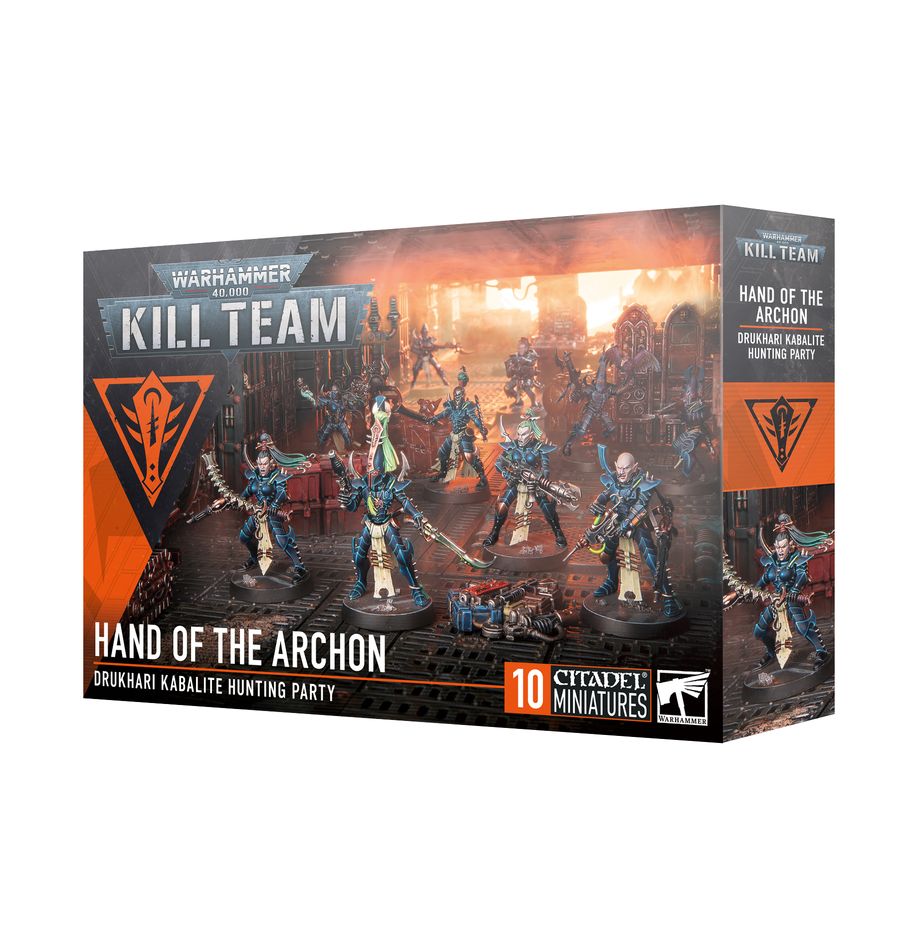 WARHAMMER
40,000
KILL TEAM
HAND OF THE ARCHON
DRUKHARI KABALITE HUNTING PARTY
10 CITADEL®
MINIATURES
WARHAMMER
WARHAMMER
40,000
KILL TEAM
HAND OF THE
ARCHON
DRUKHARI KABALITE
HUNTING PARTY